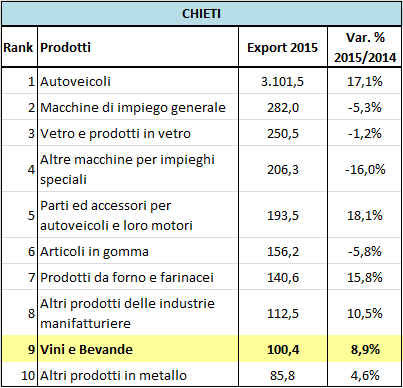 CHIETI
Rank Prodotti Export 2015 Var. % 2015/2014
1 Autoveicoli 3.101,5 17,1%
2 Macchine di impiego generale 282,0 -5,3%
3 Vetro e prodotti in vetro 250,5 -1,2%
4 Altre macchine per impieghi speciali 206,3 -16,0%
5 Parti ed accessori per autoveicoli e loro motori 193,5 18,1%
6 Articoli in gomma 156,2 -5,8%
7 Prodotti da forno e farinacei 140,6 15,8%
8 Altri prodotti delle industrie manifatturiere 112,5 10,5%
9 Vini e Bevande 100,4 8,9%
10 Altri prodotti in metallo 85,8 4,6%